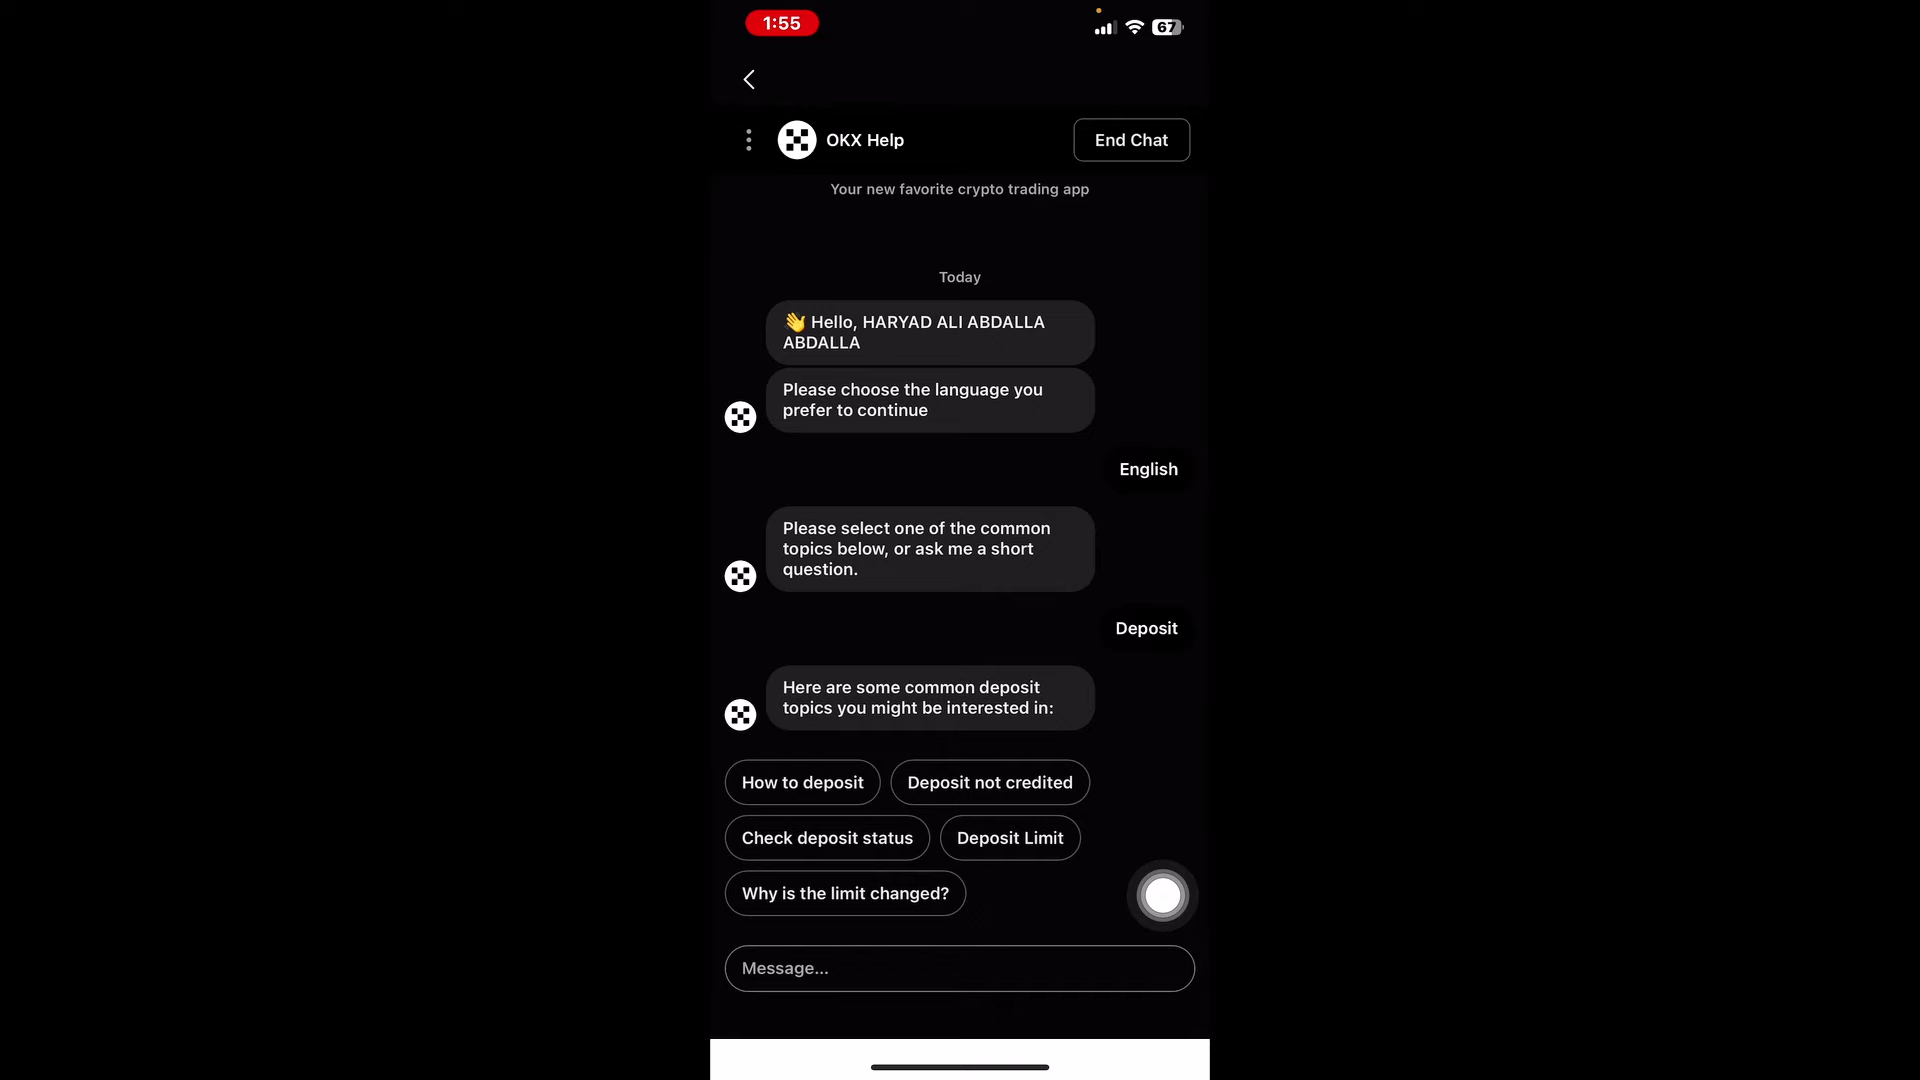 1:55
67
OKX Help
End Chat
Your new favorite crypto trading app
Today
👋 Hello, HARYAD ALI ABDALLA
ABDALLA
Please choose the language you
prefer to continue
English
Please select one of the common
topics below, or ask me a short
question.
Deposit
Here are some common deposit
topics you might be interested in:
How to deposit
Deposit not credited
Check deposit status
Deposit Limit
Why is the limit changed?
Message...